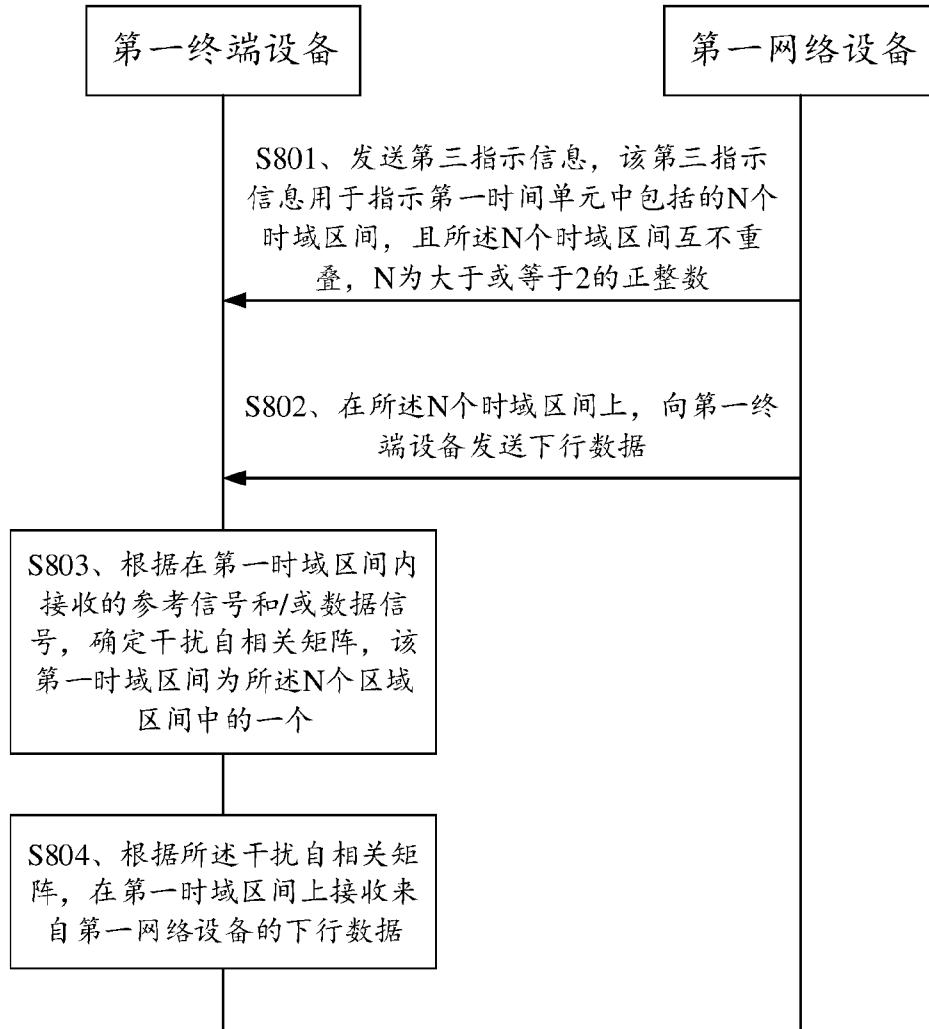 第一终端设备
第一网络设备
S801、发送第三指示信息，该第三指示
信息用于指示第一时间单元中包括的N个
时域区间，且所述N个时域区间互不重
叠，N为大于或等于2的正整数
S802、在所述N个时域区间上，向第一终
端设备发送下行数据
S803、根据在第一时域区间内
接收的参考信号和/或数据信
号，确定干扰自相关矩阵，该
第一时域区间为所述N个区域
区间中的一个
S804、根据所述干扰自相关矩
阵，在第一时域区间上接收来
自第一网络设备的下行数据